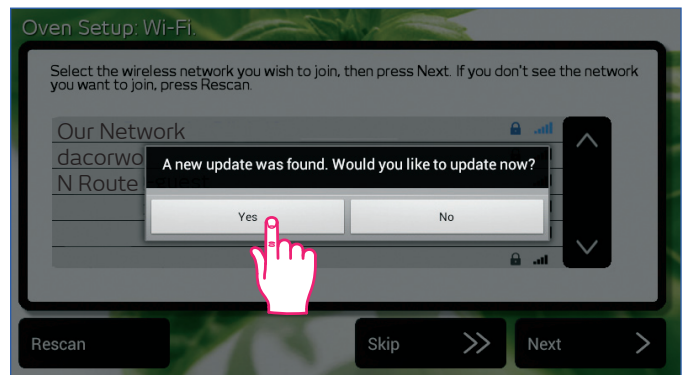 Oven Setup: Wi-Fi.
Select the wireless network you wish to join, then press Next. If you don't see the network
you want to join, press Rescan.
Our Network
dacorwo
N Route
A new update was found. Would you like to update now?
Yes
No
Rescan
Skip
Next